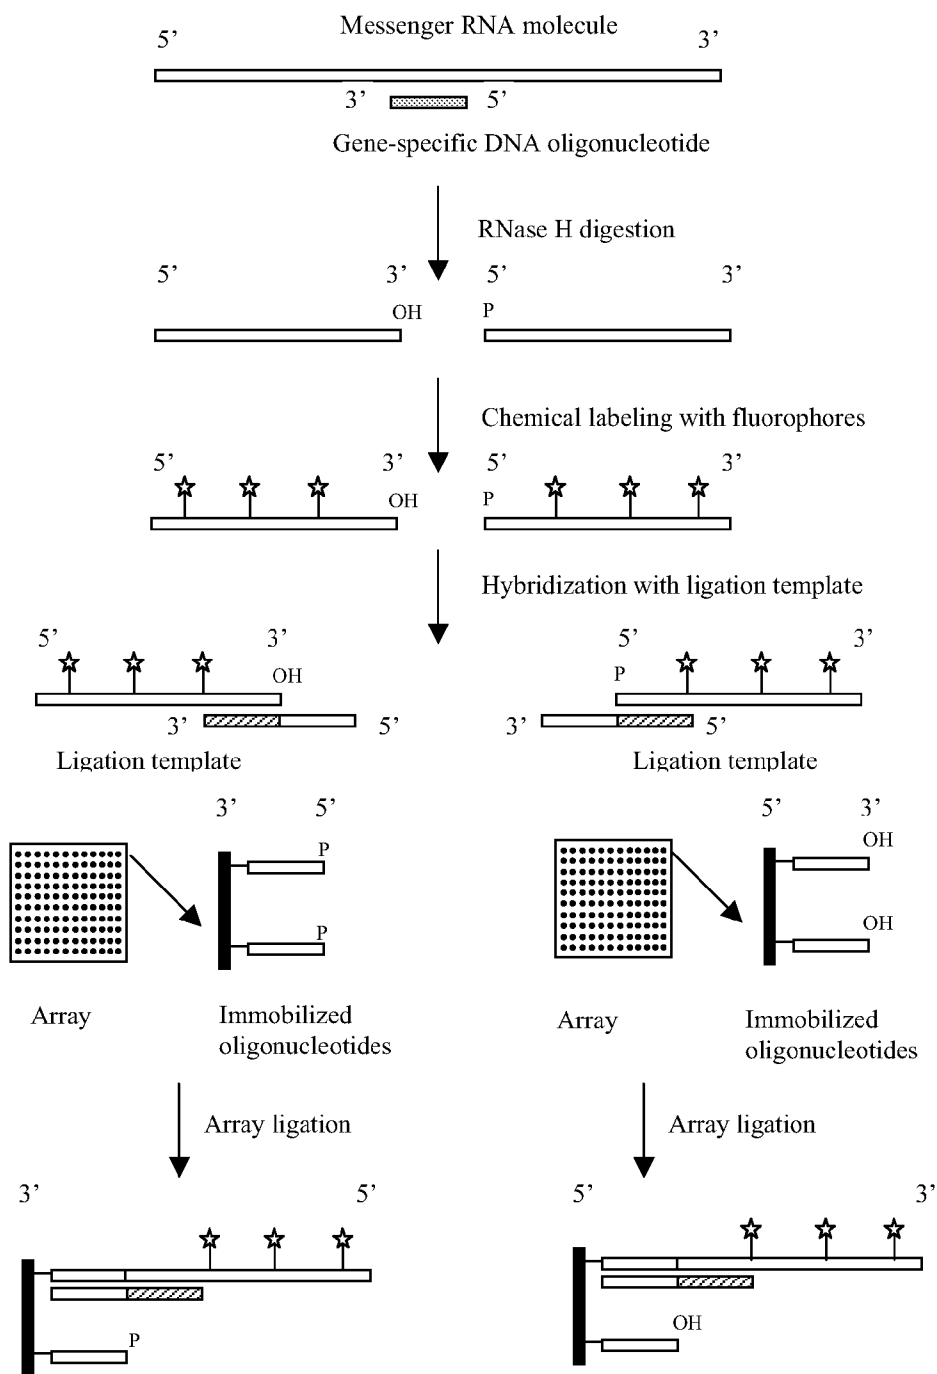 Messenger RNA molecule
5’ 3’
3’ 5’
Gene-specific DNA oligonucleotide
RNase H digestion
5’ 3’ 5’ 3’
OH P
Chemical labeling with fluorophores
5’ 3’ 5’ 3’
OH P
Hybridization with ligation template
5’ 3’ 5’ 3’
OH P
3’ 5’ 3’ 5’
Ligation template Ligation template
3’ 5’ 5’ 3’
P OH
P OH
Array Immobilized
oligonucleotides
Array Immobilized
oligonucleotides
Array ligation Array ligation
3’ 5’ 5’ 3’
P OH